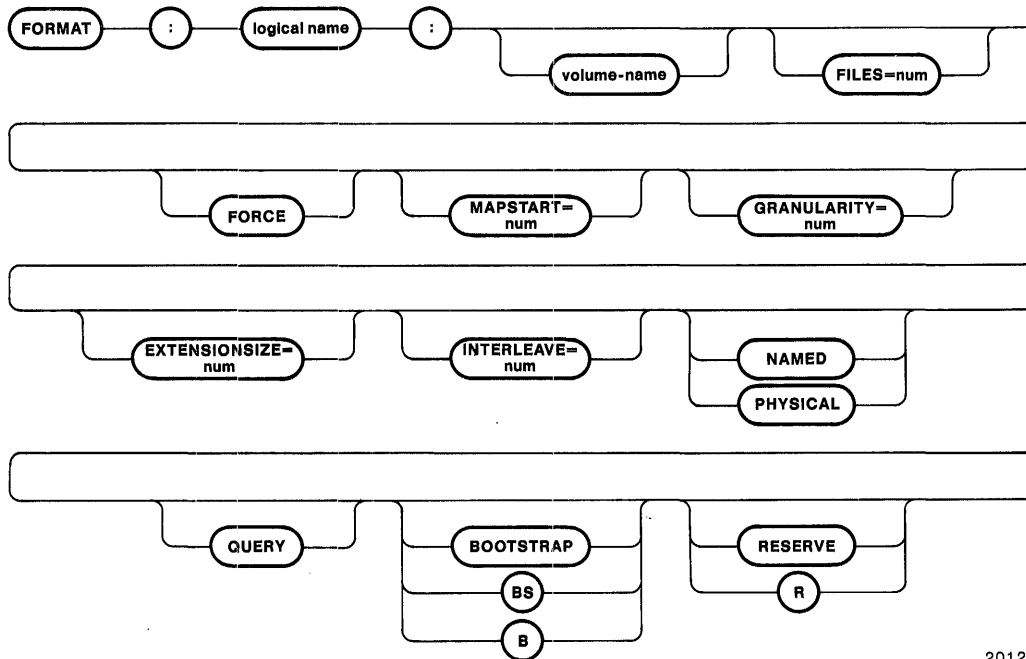 FORMAT : logical name :
volume-name FILES=num
FORCE MAPSTART=
num GRANULARITY=
num
EXTENSIONSIZE=
num INTERLEAVE=
num NAMED
PHYSICAL
QUERY BOOTSTRAP RESERVE
BS R
B